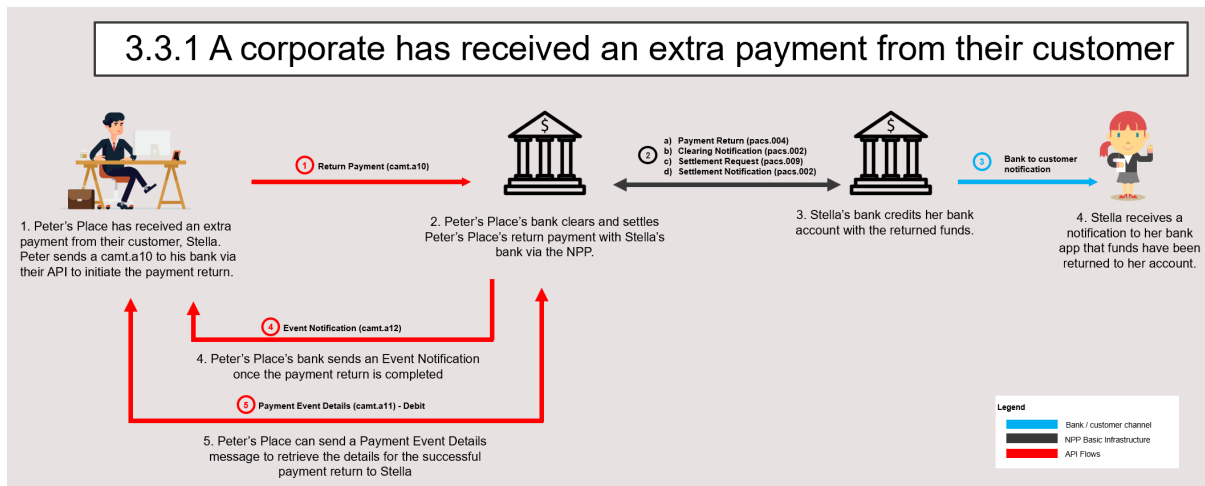 3.3.1 A corporate has received an extra payment from their customer
$
$
1 Return Payment (camt.a10)
2
a) Payment Return (pacs.004)
b) Clearing Notification (pacs.002)
c) Settlement Request (pacs.009)
d) Settlement Notification (pacs.002)
3 Bank to customer
notification
1. Peter's Place has received an extra
payment from their customer, Stella.
Peter sends a camt.a10 to his bank via
their API to initiate the payment return.
2. Peter's Place's bank clears and settles
Peter's Place's return payment with Stella's
bank via the NPP.
3. Stella's bank credits her bank
account with the returned funds.
4. Stella receives a
notification to her bank
app that funds have been
returned to her account.
4 Event Notification (camt.a12)
4. Peter's Place's bank sends an Event Notification
once the payment return is completed
5 Payment Event Details (camt.a11) - Debit
5. Peter's Place can send a Payment Event Details
message to retrieve the details for the successful
payment return to Stella
Legend
Bank / customer channel
NPP Basic Infrastructure
API Flows